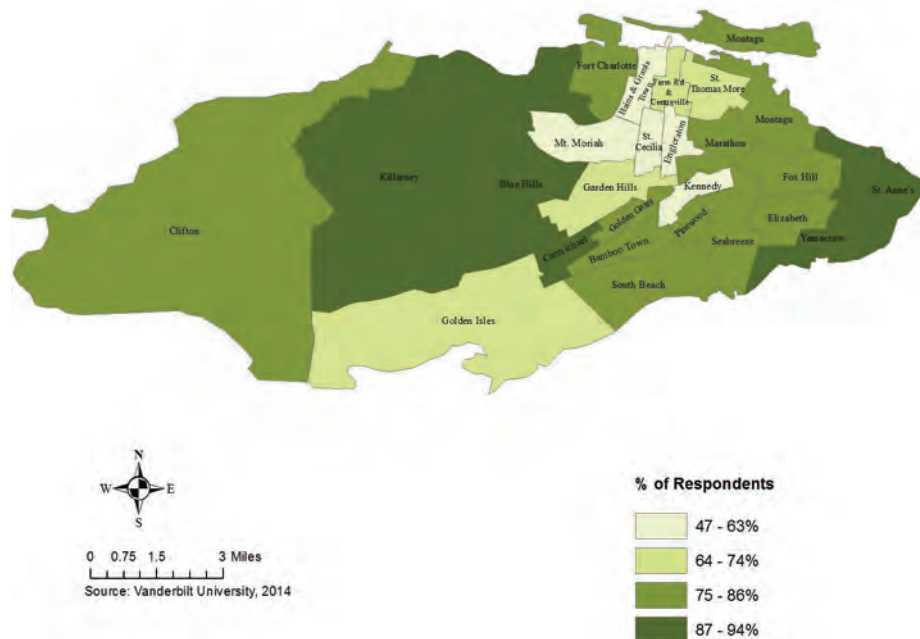 Montagu
Fort Charlotte
Bains & Grants
Town
Farm Rd
&
Centreville
St.
Thomas More
Montagu
Mt. Moriah
St.
Cecilia
Englerston
Marathon
Killarney
Blue Hills
Garden Hills
Kennedy
Fox Hill
St Anne's
Clifton
Golden Gates
Pinewood
Elizabeth
Carmichael
Bamboo Town
Seabreeze
Yamacraw
South Beach
Golden Isles
N
W E
S
0 0.75 1.5 3 Miles
Source: Vanderbilt University, 2014
% of Respondents
47 - 63%
64 - 74%
75 - 86%
87 - 94%